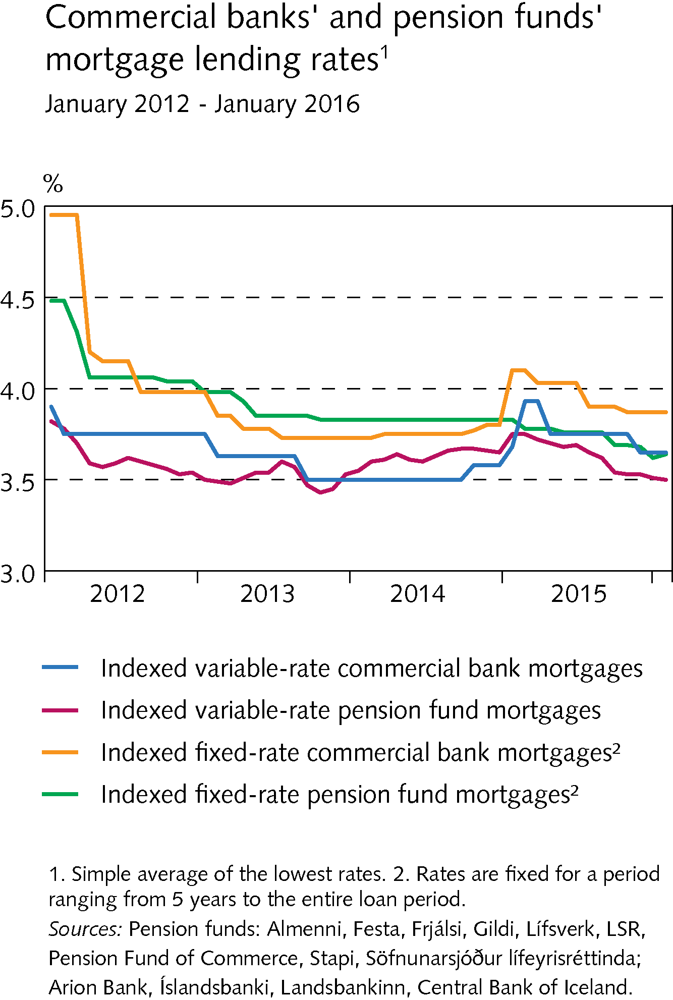 Commercial banks' and pension funds'
mortgage lending rates¹
January 2012 - January 2016
%
5.0
4.5
4.0
3.5
3.0
2012 2013 2014 2015
Indexed variable-rate commercial bank mortgages
Indexed variable-rate pension fund mortgages
Indexed fixed-rate commercial bank mortgages²
Indexed fixed-rate pension fund mortgages²
1. Simple average of the lowest rates. 2. Rates are fixed for a period
ranging from 5 years to the entire loan period.
Sources: Pension funds: Almenni, Festa, Frjálsi, Gildi, Lífsverk, LSR,
Pension Fund of Commerce, Stapi, Söfnunarsjóður lífeyrisréttinda;
Arion Bank, Íslandsbanki, Landsbankinn, Central Bank of Iceland.